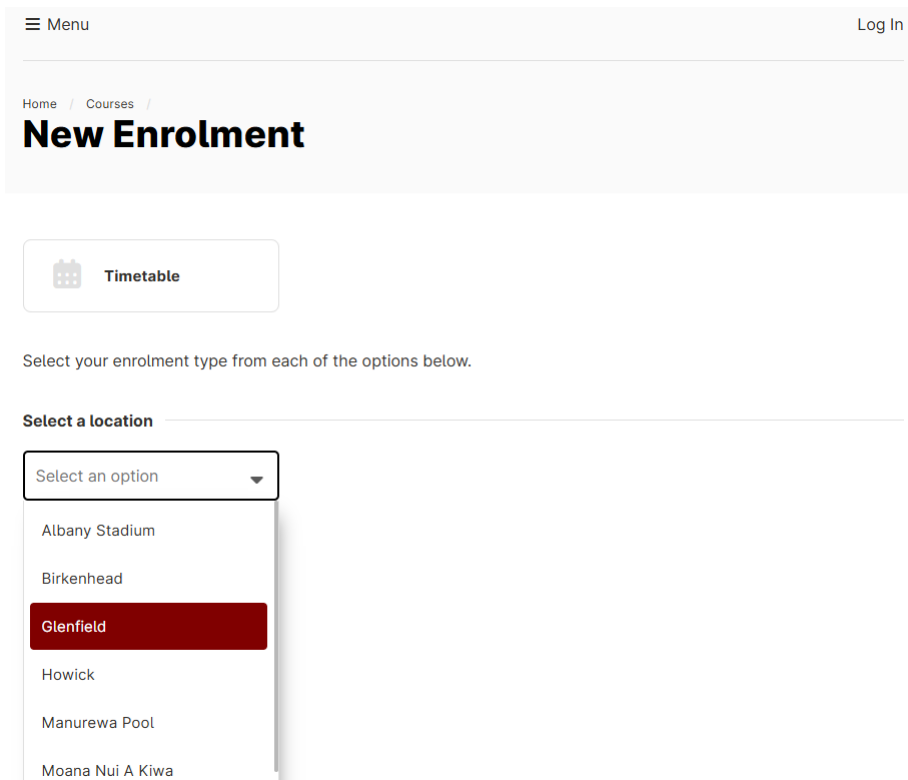 Menu Log In
Home / Courses /
New Enrolment
Timetable
Select your enrolment type from each of the options below.
Select a location
Select an option
Albany Stadium
Birkenhead
Glenfield
Howick
Manurewa Pool
Moana Nui A Kiwa